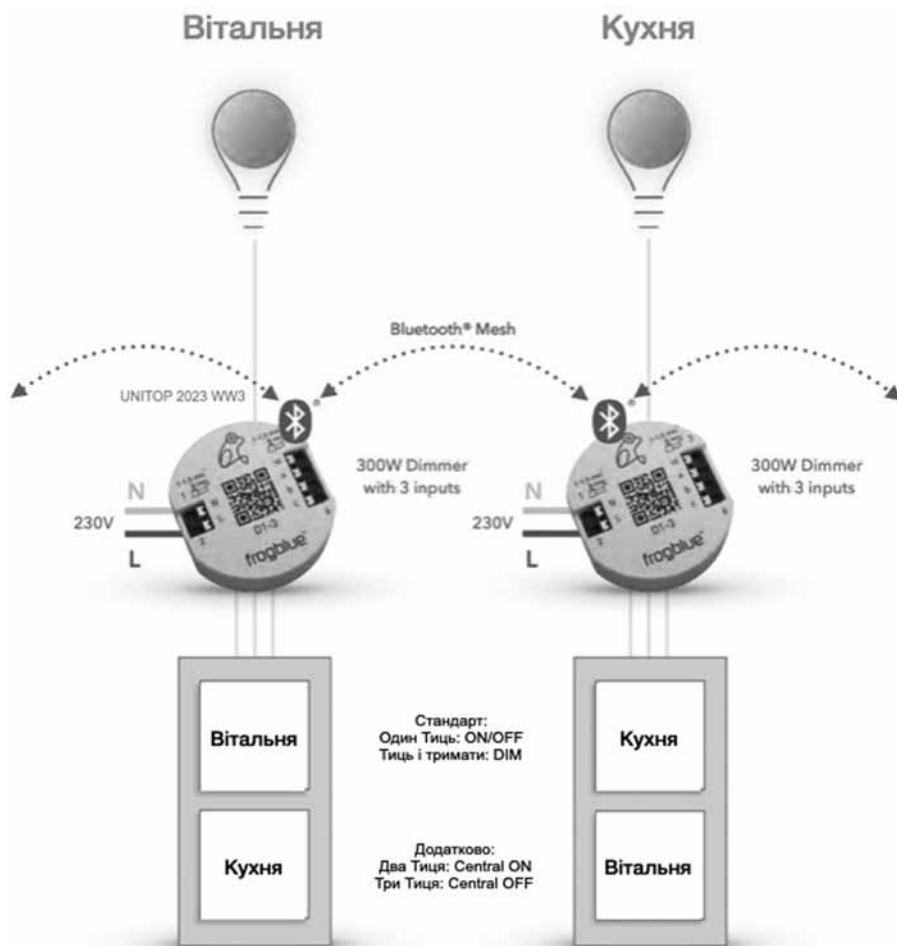 Вітальня
Кухня
Bluetooth® Mesh
UNITOP 2023 WW3
300W Dimmer
with 3 inputs
300W Dimmer
with 3 inputs
N
230V
L
D1-3
frogblue
N
230V
L
D1-3
frogblue
Вітальня
Кухня
Стандарт:
Один Тиць: ON/OFF
Тиць і тримати: DIM
Додатково:
Два Тиця: Central ON
Три Тиця: Central OFF
Кухня
Вітальня